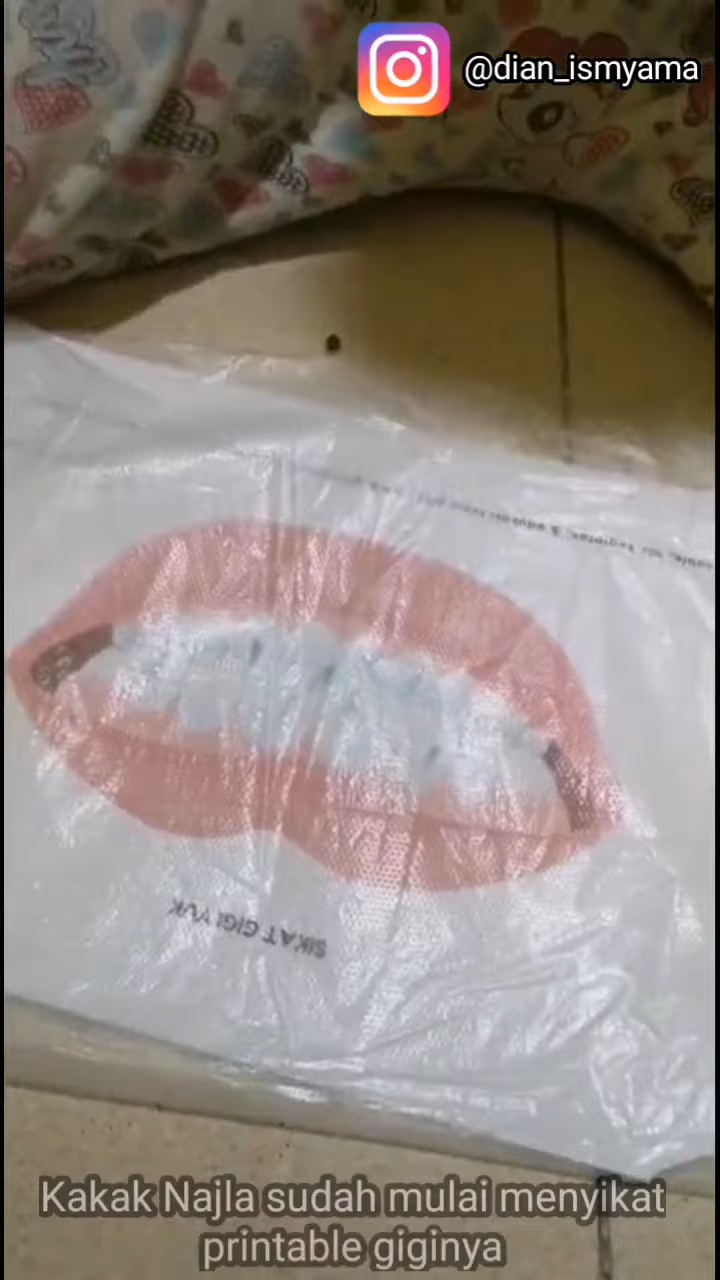 @dian_ismyama
SIKAT GIGI YUK
Kakak Najla sudah mulai menyikat
printable giginya